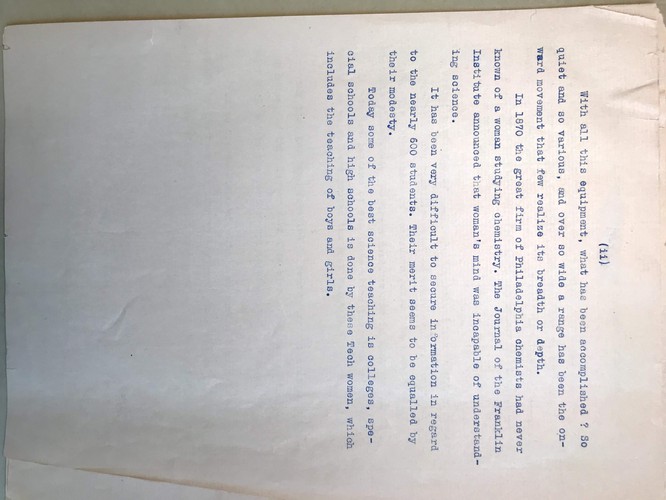 (ii)
With all this equipment, what has been accomplished ? So
quiet and so various, and over so wide a range has been the on-
ward movement that few realize its breadth or depth.
In 1870 the great firm of Philadelphia chemists had never
known of a woman studying chemistry. The Journal of the Franklin
Institute announced that woman's mind was incapable of understand-
ing science.
It has been very difficult to secure information in regard
to the nearly 600 students. Their merit seems to be equalled by
their modesty.
Today some of the best science teaching is colleges, spe-
cial schools and high schools is done by these Tech women, which
includes the teaching of boys and girls.